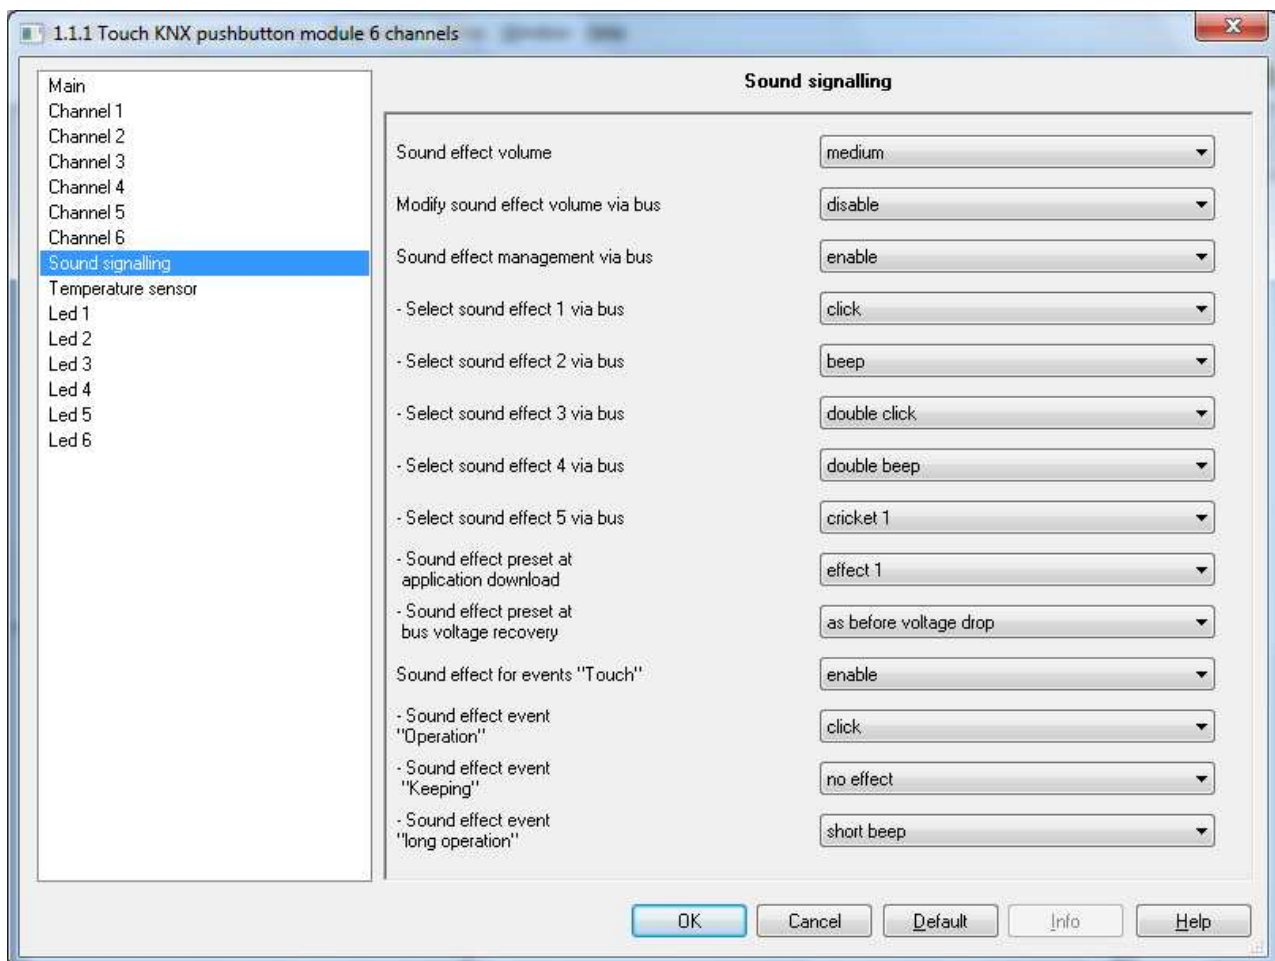 1.1.1 Touch KNX pushbutton module 6 channels
Main
Channel 1
Channel 2
Channel 3
Channel 4
Channel 5
Channel 6
Sound signalling
Temperature sensor
Led 1
Led 2
Led 3
Led 4
Led 5
Led 6
Sound signalling
Sound effect volume medium
Modify sound effect volume via bus disable
Sound effect management via bus enable
- Select sound effect 1 via bus click
- Select sound effect 2 via bus beep
- Select sound effect 3 via bus double click
- Select sound effect 4 via bus double beep
- Select sound effect 5 via bus cricket 1
- Sound effect preset at
application download effect 1
- Sound effect preset at
bus voltage recovery as before voltage drop
Sound effect for events "Touch" enable
- Sound effect event
"Operation" click
- Sound effect event
"Keeping" no effect
- Sound effect event
"long operation" short beep
OK Cancel Default Info Help